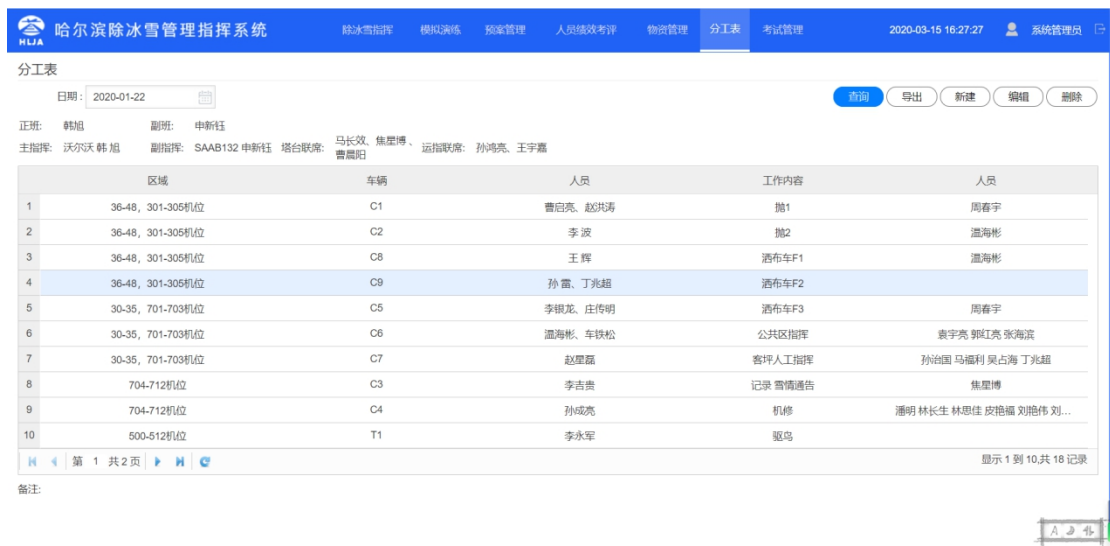 HLJA 哈尔滨除冰雪管理指挥系统 除冰雪指挥 模拟演练 预案管理 人员绩效考评 物资管理 分工表 考试管理 2020-03-15 16:27:27 系统管理员
分工表
日期: 2020-01-22 查询 导出 新建 编辑 删除
正班: 韩旭 副班: 申新钰
主指挥: 沃尔沃 韩 旭 副指挥: SAAB132 申新钰 塔台联席: 马长效、焦星博、曹晨阳 运指联席: 孙鸿亮、王宇嘉
区域 车辆 人员 工作内容 人员
1 36-48，301-305机位 C1 曹启亮、赵洪涛 抛1 周春宇
2 36-48，301-305机位 C2 李 波 抛2 温海彬
3 36-48，301-305机位 C8 王 辉 洒布车F1 温海彬
4 36-48，301-305机位 C9 孙 雷、丁兆超 洒布车F2
5 30-35，701-703机位 C5 李银龙、庄传明 洒布车F3 周春宇
6 30-35，701-703机位 C6 温海彬、车铁松 公共区指挥 袁宇亮 郭红亮 张海滨
7 30-35，701-703机位 C7 赵星磊 客坪人工指挥 孙治国 马福利 吴占海 丁兆超
8 704-712机位 C3 李吉贵 记录 雪情通告 焦星博
9 704-712机位 C4 孙成亮 机修 潘明 林长生 林思佳 皮艳福 刘艳伟 刘…
10 500-512机位 T1 李永军 驱鸟
第 1 共2页 显示 1 到 10,共 18 记录
备注: